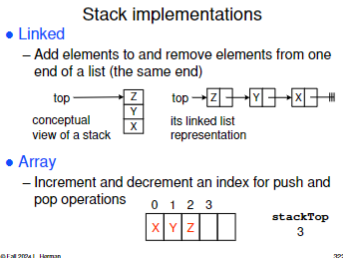 Stack implementations
• Linked
– Add elements to and remove elements from one
end of a list (the same end)
top
Z
Y
X
conceptual
view of a stack
top Z Y X
its linked list
representation
• Array
– Increment and decrement an index for push and
pop operations
0 1 2 3
X Y Z
stackTop
3
© Fall 2024 L. Herman